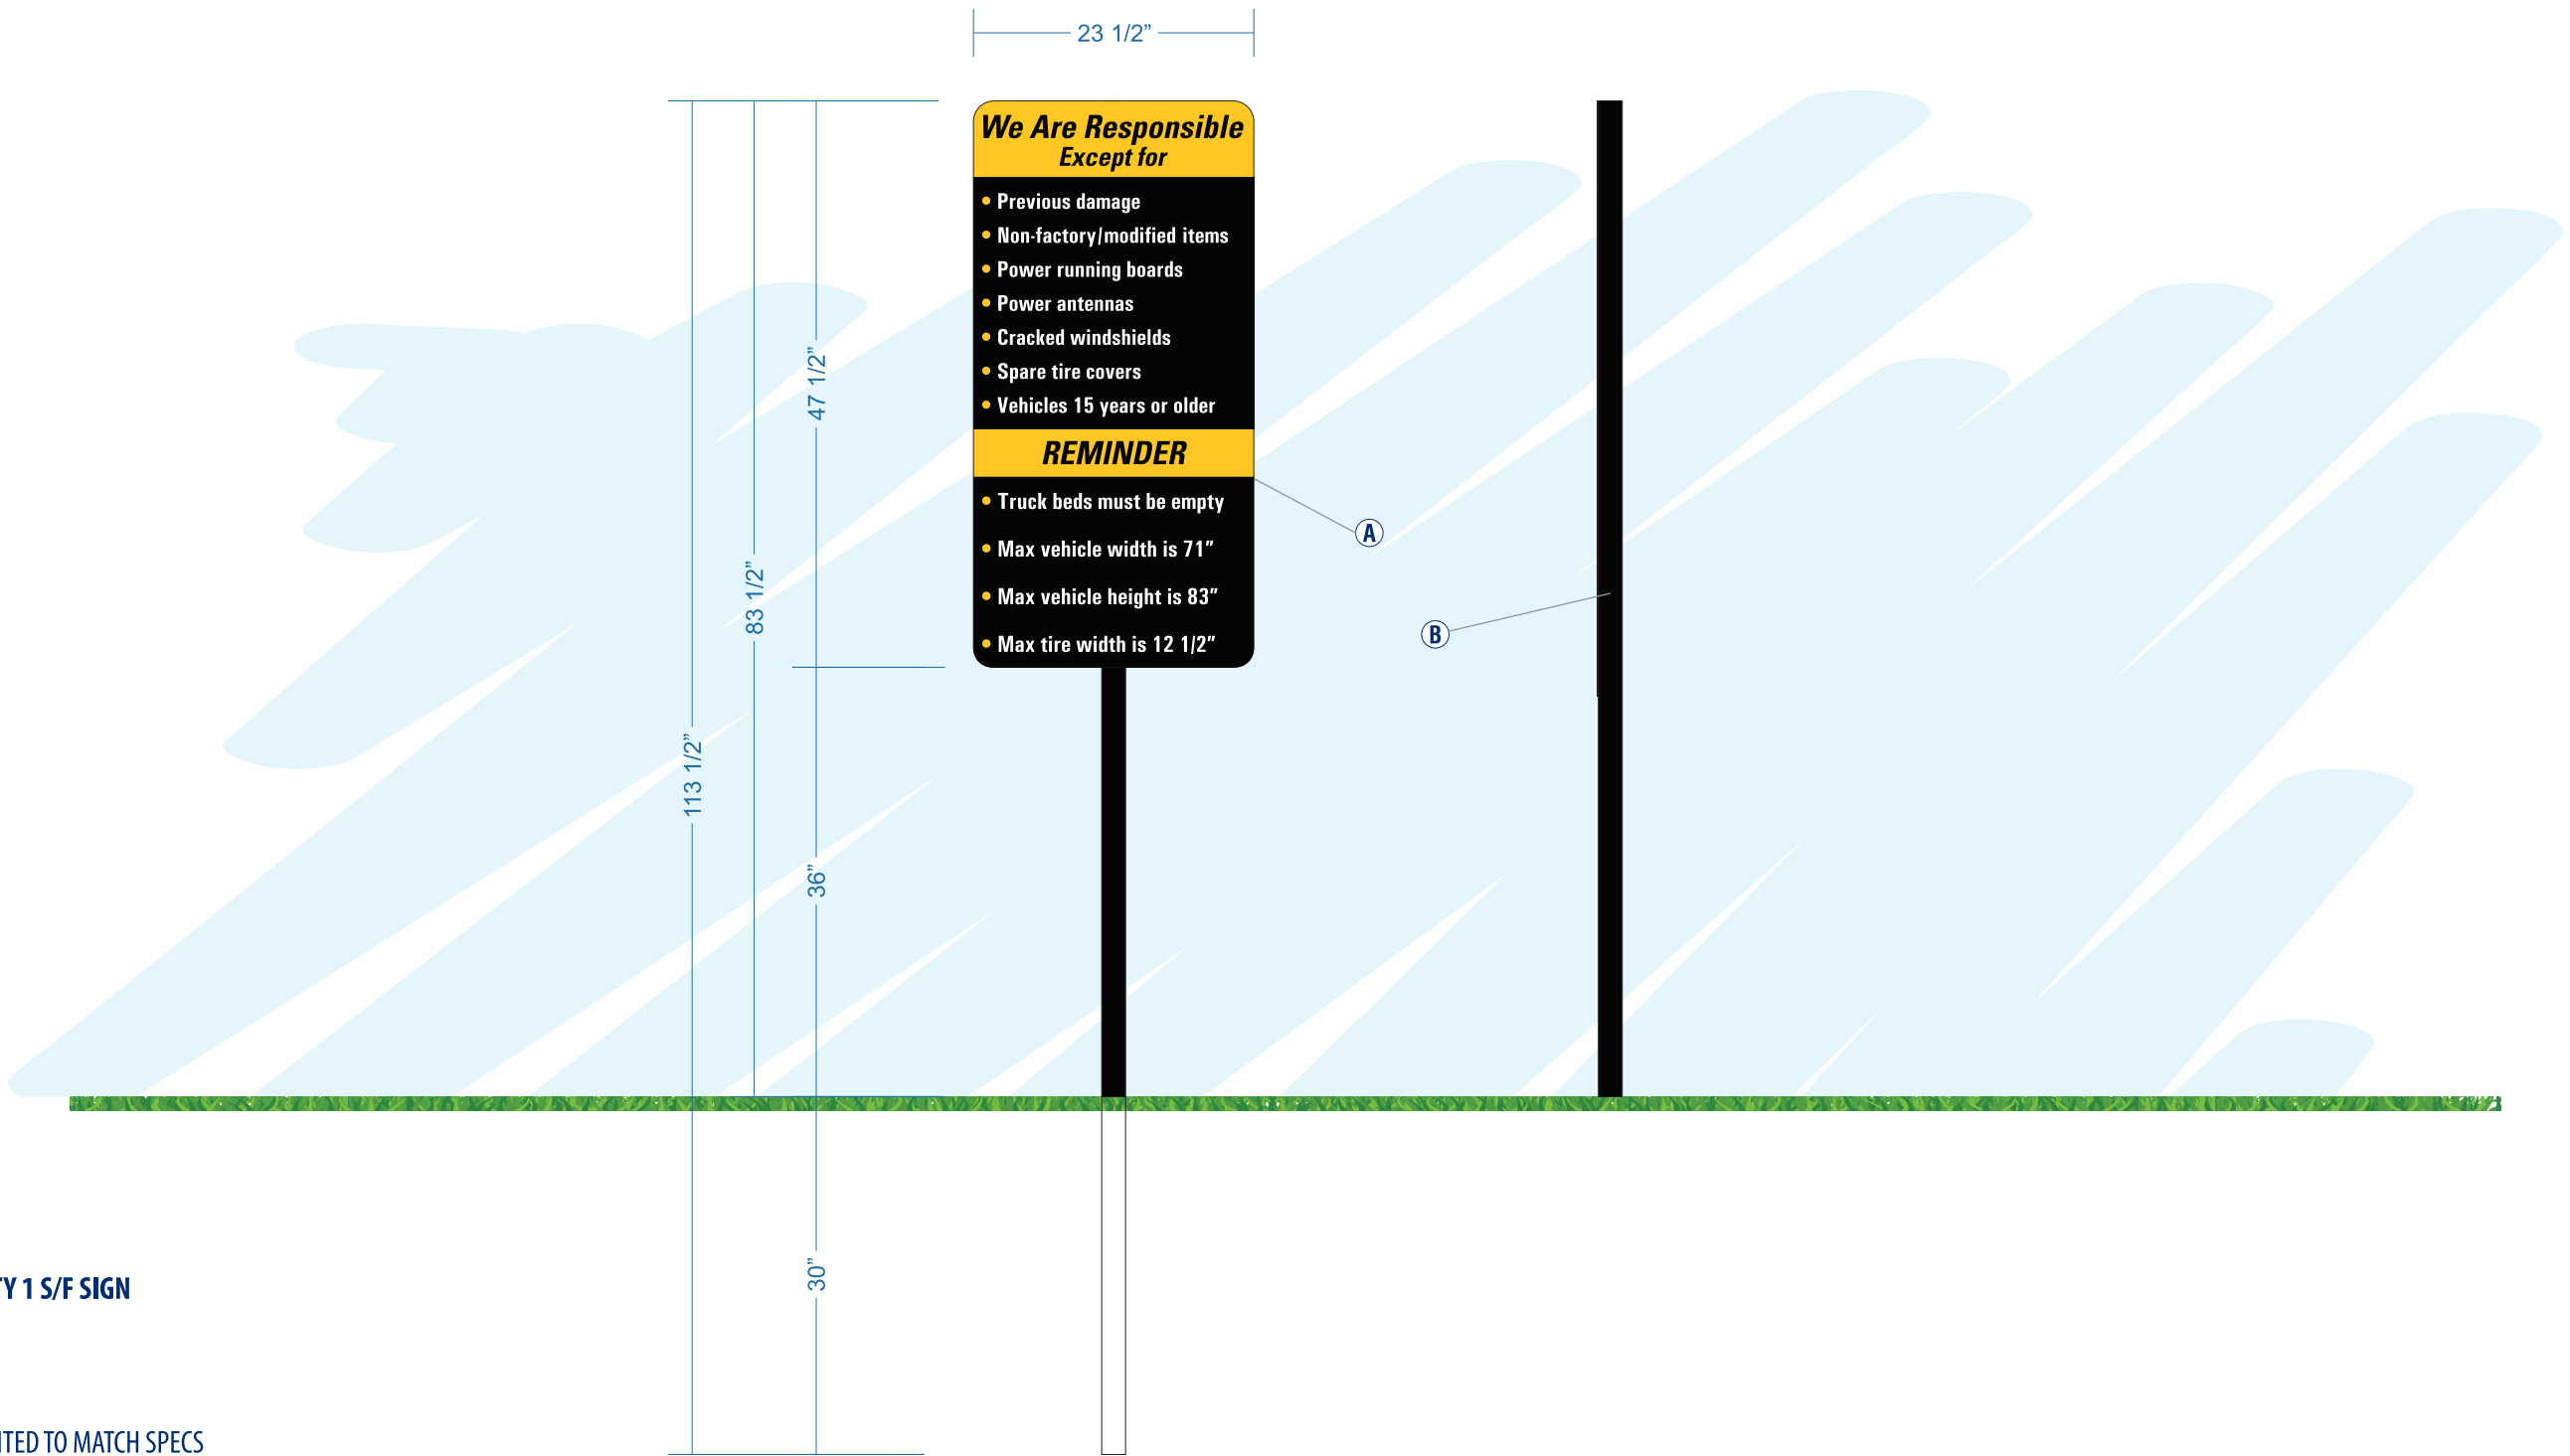 23 1/2”
We Are Responsible
Except for
• Previous damage
• Non-factory/modified items
• Power running boards
• Power antennas
• Cracked windshields
• Spare tire covers
• Vehicles 15 years or older
REMINDER
• Truck beds must be empty
• Max vehicle width is 71”
• Max vehicle height is 83”
• Max tire width is 12 1/2”
47 1/2”
83 1/2”
113 1/2”
36”
30”
A
B
TY 1 S/F SIGN
NTED TO MATCH SPECS